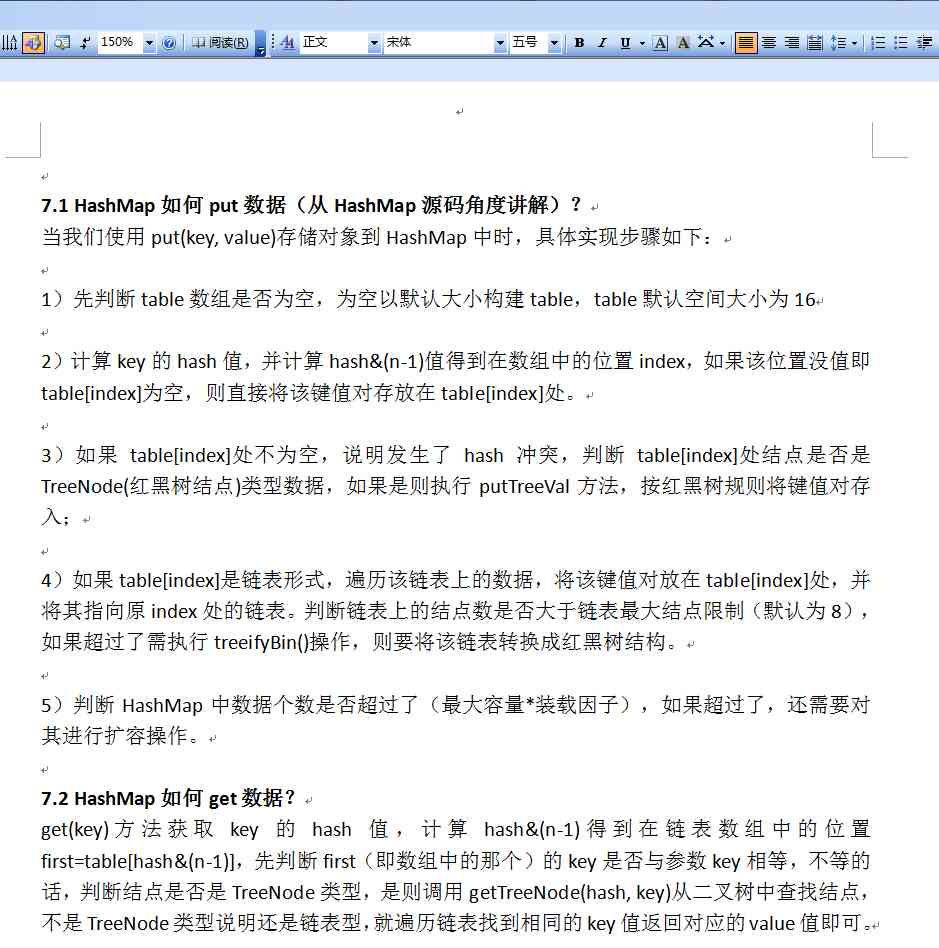 150% 阅读(R) 正文 宋体 五号 B I U A A
7.1 HashMap 如何 put 数据（从 HashMap 源码角度讲解）？
当我们使用 put(key, value)存储对象到 HashMap 中时，具体实现步骤如下：
1）先判断 table 数组是否为空，为空以默认大小构建 table，table 默认空间大小为 16
2）计算 key 的 hash 值，并计算 hash&(n-1)值得到在数组中的位置 index，如果该位置没值即
table[index]为空，则直接将该键值对存放在 table[index]处。
3）如果 table[index]处不为空，说明发生了 hash 冲突，判断 table[index]处结点是否是
TreeNode(红黑树结点)类型数据，如果是则执行 putTreeVal 方法，按红黑树规则将键值对存
入；
4）如果 table[index]是链表形式，遍历该链表上的数据，将该键值对放在 table[index]处，并
将其指向原 index 处的链表。判断链表上的结点数是否大于链表最大结点限制（默认为 8），
如果超过了需执行 treeifyBin()操作，则要将该链表转换成红黑树结构。
5）判断 HashMap 中数据个数是否超过了（最大容量*装载因子），如果超过了，还需要对
其进行扩容操作。
7.2 HashMap 如何 get 数据？
get(key)方法获取 key 的 hash 值，计算 hash&(n-1)得到在链表数组中的位置
first=table[hash&(n-1)]，先判断 first（即数组中的那个）的 key 是否与参数 key 相等，不等的
话，判断结点是否是 TreeNode 类型，是则调用 getTreeNode(hash, key)从二叉树中查找结点，
不是 TreeNode 类型说明还是链表型，就遍历链表找到相同的 key 值返回对应的 value 值即可。